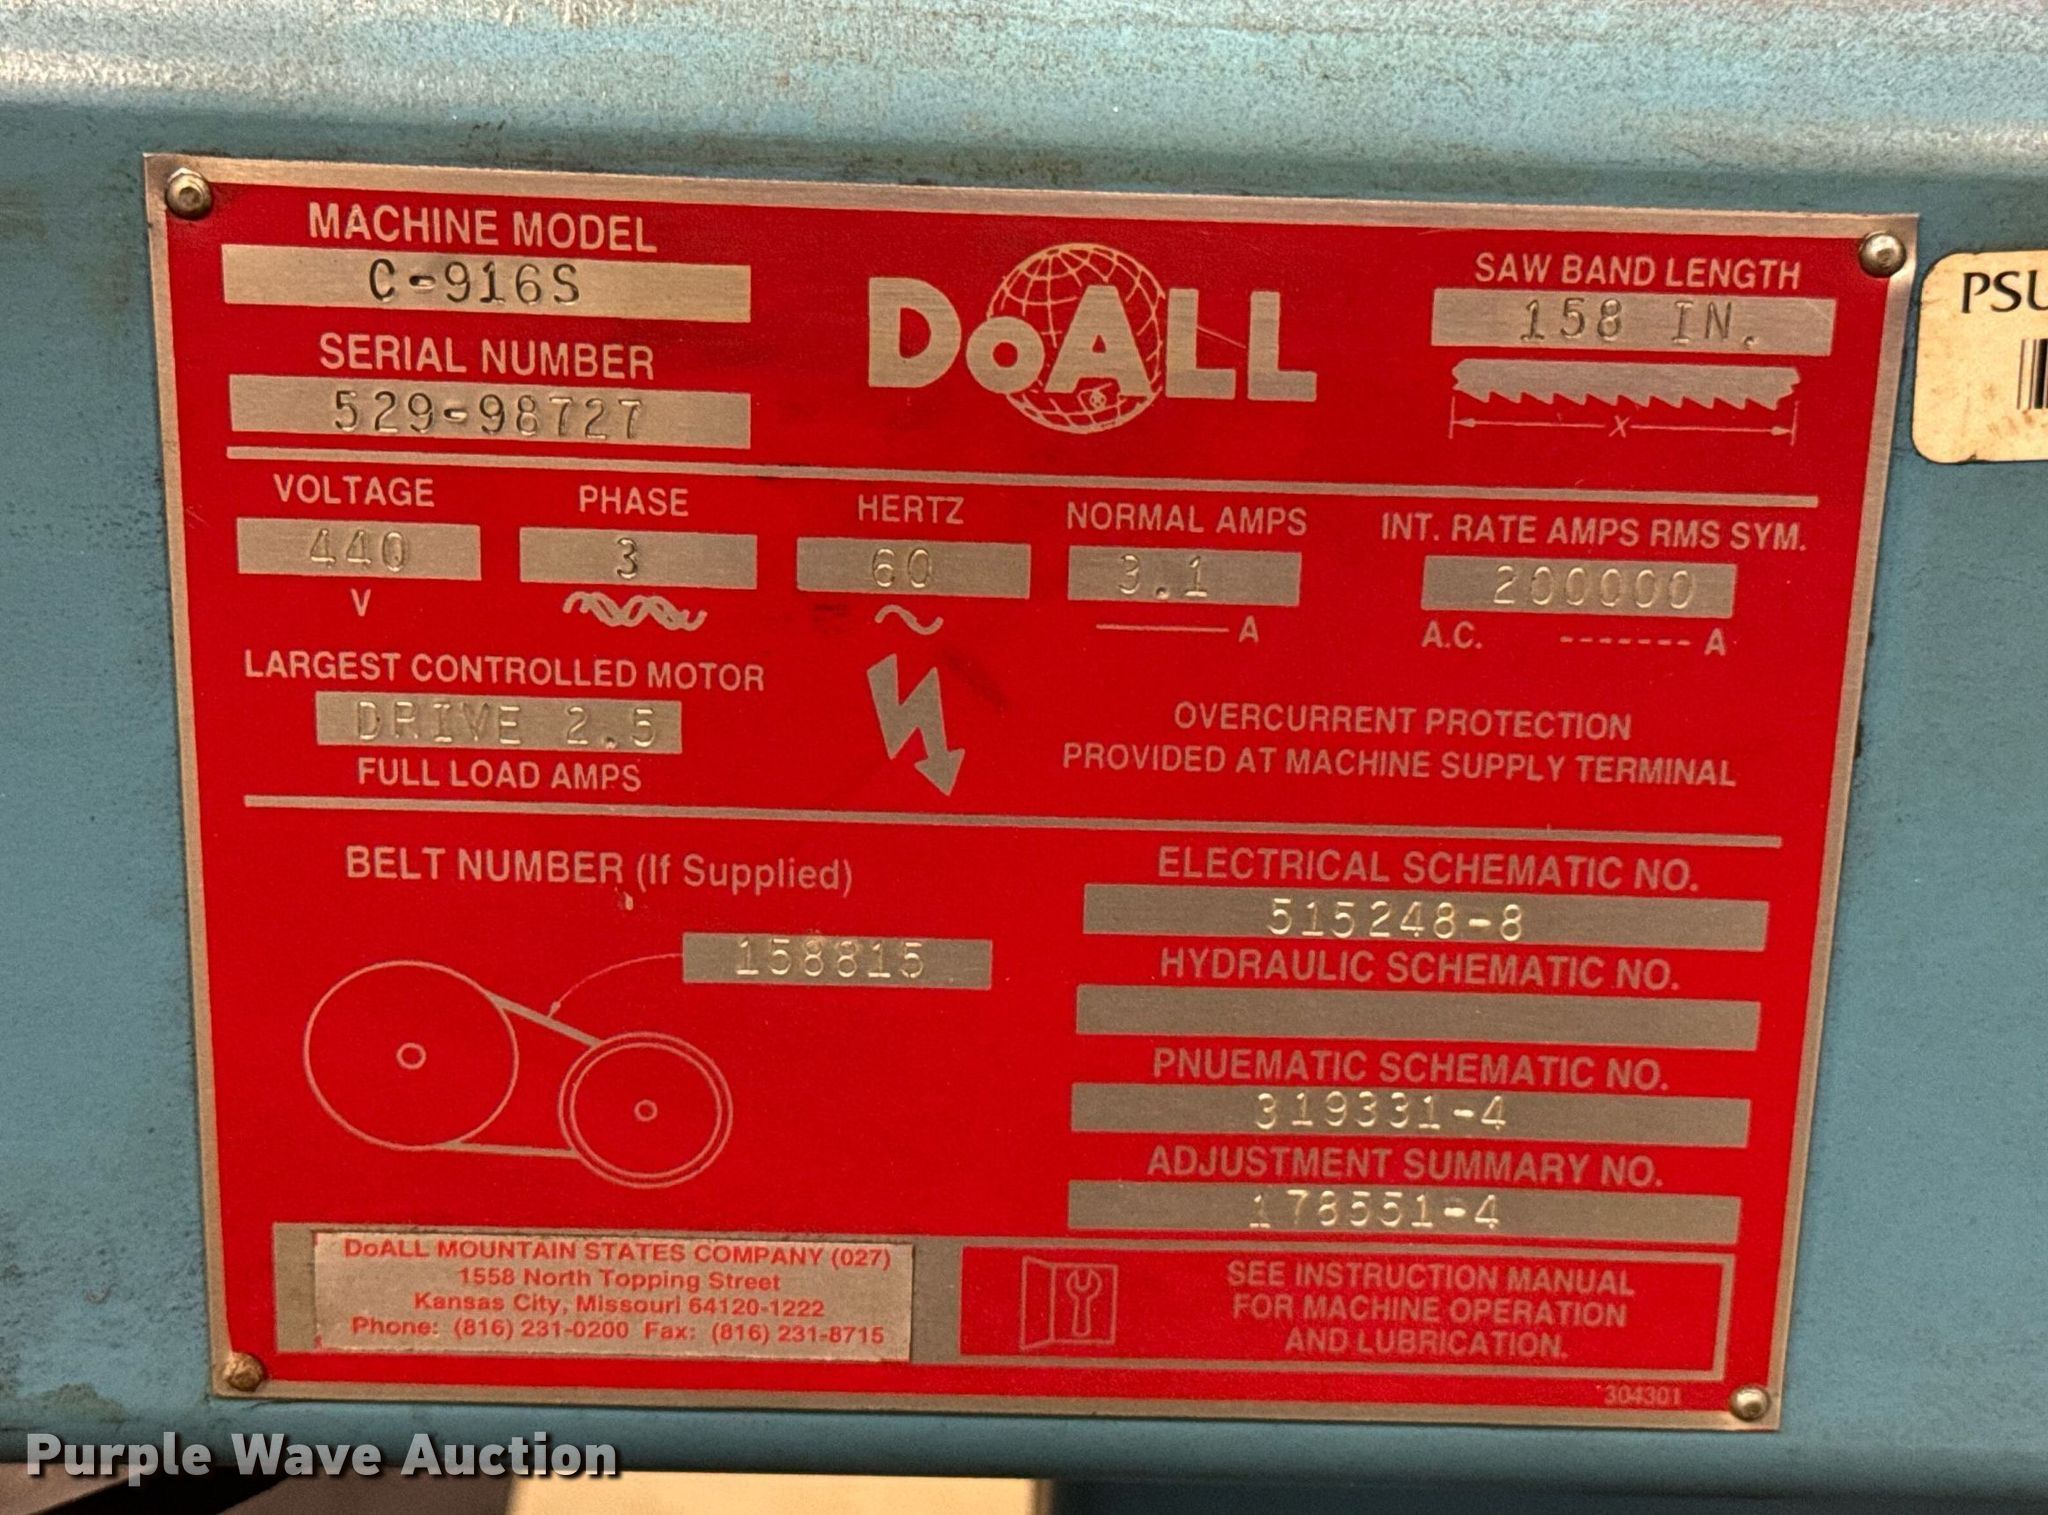 MACHINE MODEL
C-916S
SERIAL NUMBER
529-98727
DoALL
SAW BAND LENGTH
158 IN.
X
PSU
VOLTAGE
440
V
PHASE
3
HERTZ
60
NORMAL AMPS
3.1
A
INT. RATE AMPS RMS SYM.
200000
A.C. ------- A
LARGEST CONTROLLED MOTOR
DRIVE 2.5
FULL LOAD AMPS
OVERCURRENT PROTECTION
PROVIDED AT MACHINE SUPPLY TERMINAL
BELT NUMBER (If Supplied)
158815
ELECTRICAL SCHEMATIC NO.
515248-8
HYDRAULIC SCHEMATIC NO.
PNUEMATIC SCHEMATIC NO.
319331-4
ADJUSTMENT SUMMARY NO.
178551-4
DoALL MOUNTAIN STATES COMPANY (027)
1558 North Topping Street
Kansas City, Missouri 64120-1222
Phone: (816) 231-0200 Fax: (816) 231-8715
SEE INSTRUCTION MANUAL
FOR MACHINE OPERATION
AND LUBRICATION.
304301
Purple Wave Auction